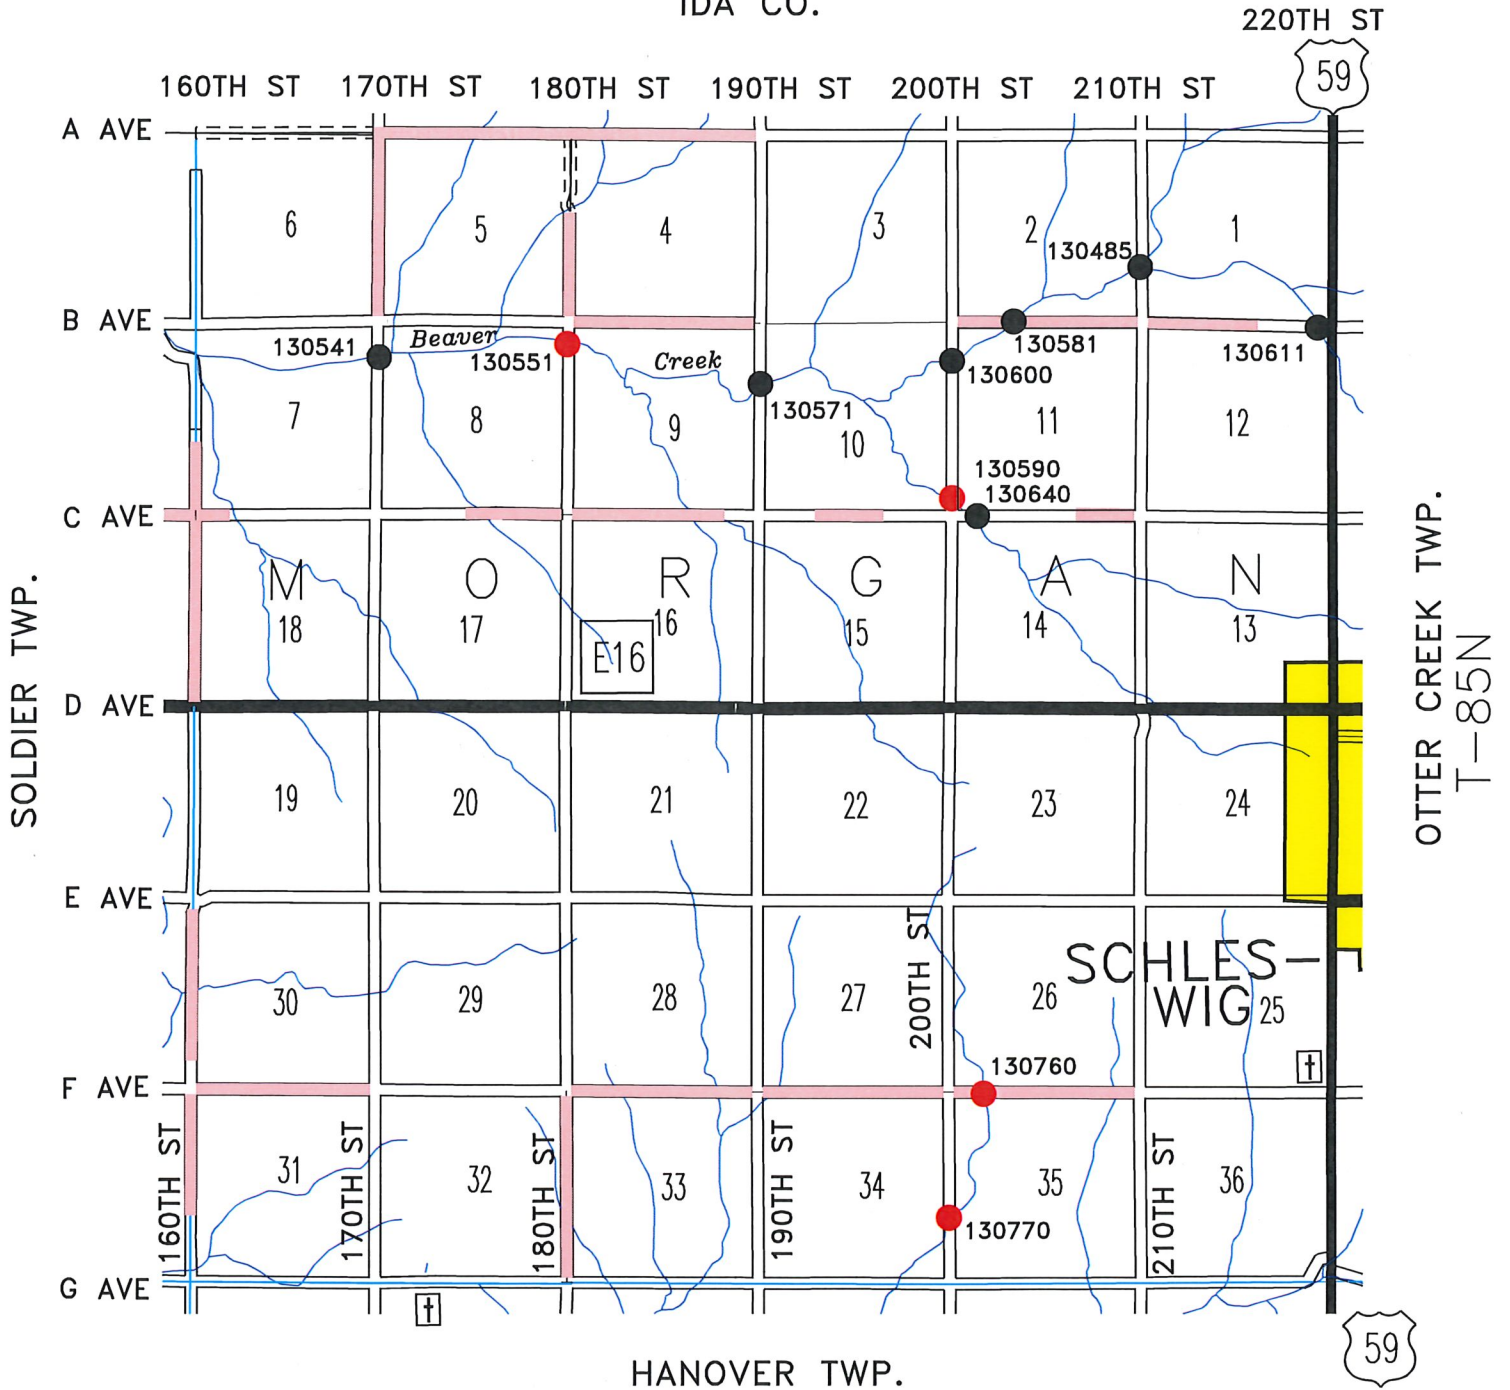 IDA CO.
220TH ST
59
160TH ST
170TH ST
180TH ST
190TH ST
200TH ST
210TH ST
A AVE
6
5
4
3
2
1
130485
B AVE
130541
Beaver
130551
Creek
130571
130581
130600
130611
7
8
9
10
11
12
130590
130640
C AVE
M O R G A N
18
17
16
15
14
13
E16
D AVE
SOLDIER TWP.
OTTER CREEK TWP.
T-85N
19
20
21
22
23
24
E AVE
200TH ST
SCHLES-
WIG
30
29
28
27
26
25
130760
F AVE
160TH ST
170TH ST
180TH ST
190TH ST
210TH ST
31
32
33
34
35
36
130770
G AVE
59
HANOVER TWP.